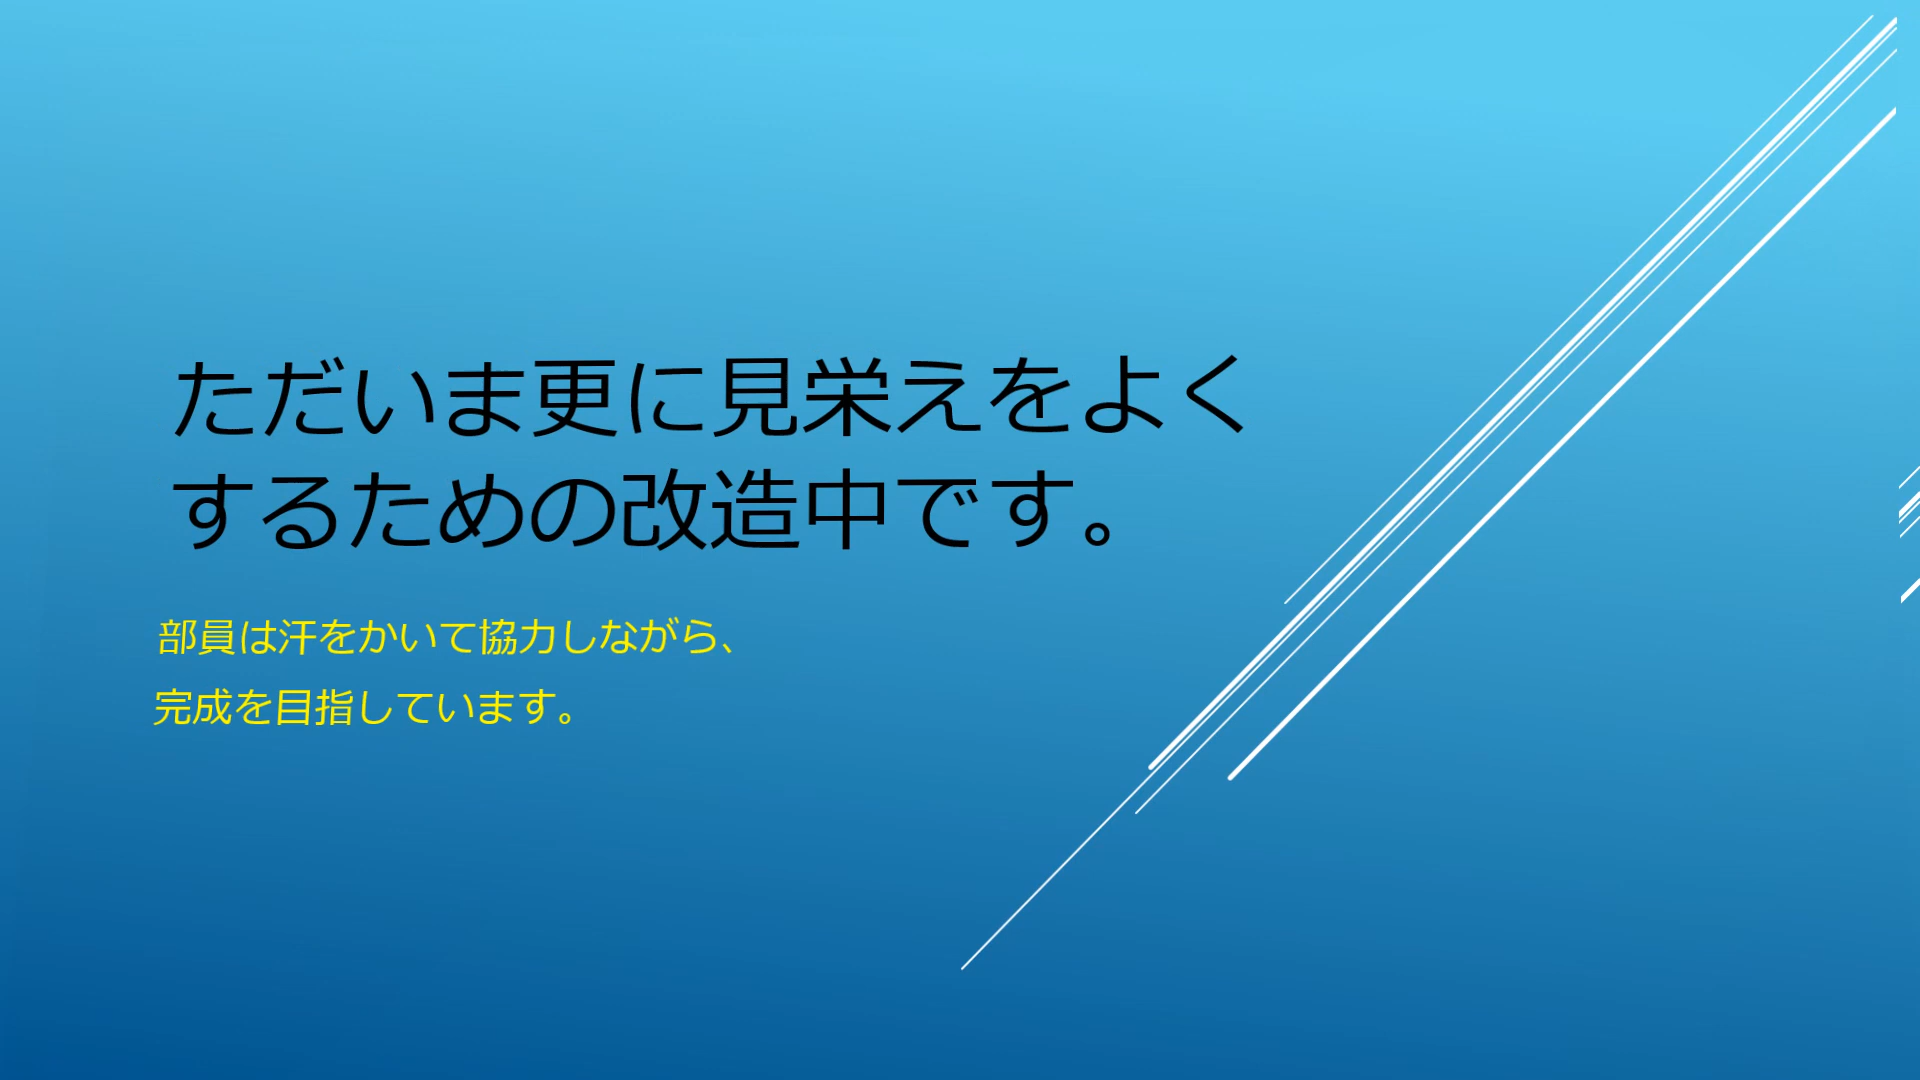 ただいま更に見栄えをよく
するための改造中です。
部員は汗をかいて協力しながら、
完成を目指しています。